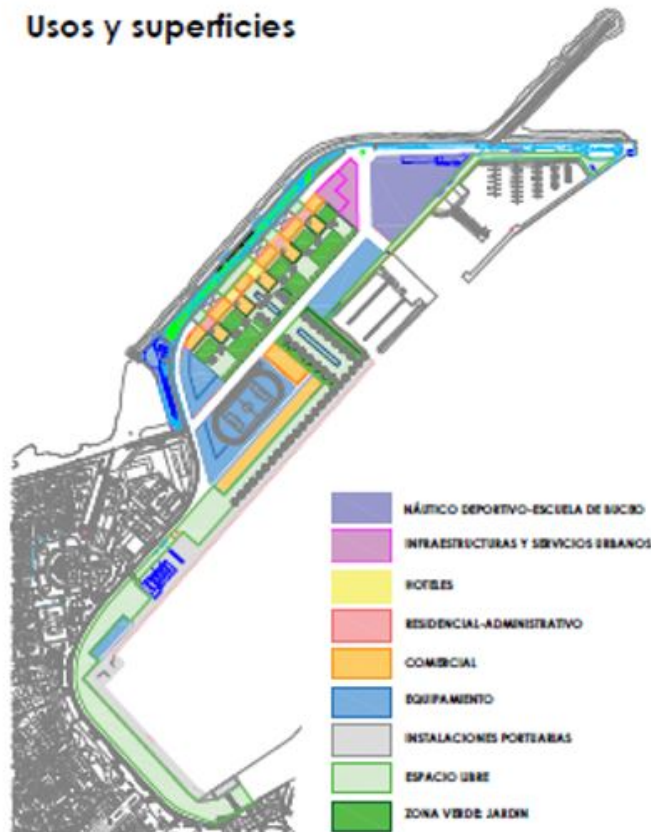 Usos y superficies
NÁUTICO DEPORTIVO-ESCUELA DE BUCEO
INFRAESTRUCTURAS Y SERVICIOS URBANOS
HOTELES
RESIDENCIAL-ADMINISTRATIVO
COMERCIAL
EQUIPAMIENTO
INSTALACIONES PORTUARIAS
ESPACIO LIBRE
ZONA VERDE: JARDIN